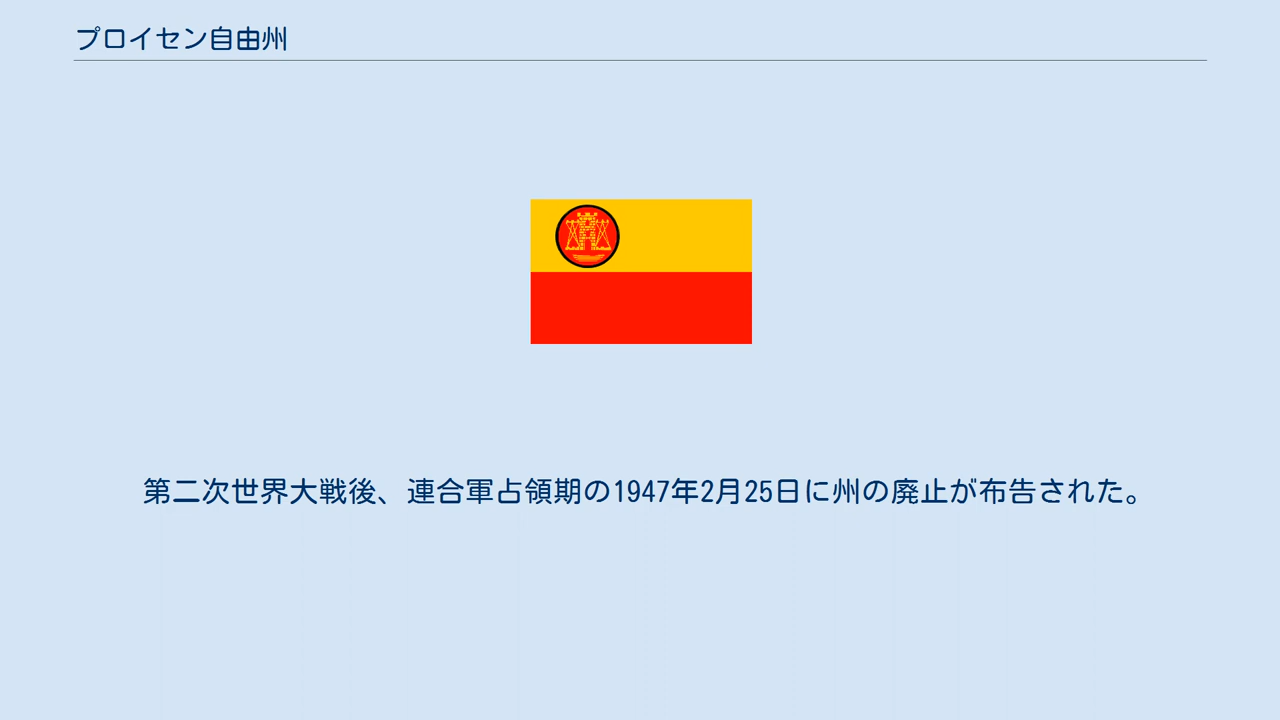 プロイセン自由州
第二次世界大戦後、連合軍占領期の1947年2月25日に州の廃止が布告された。